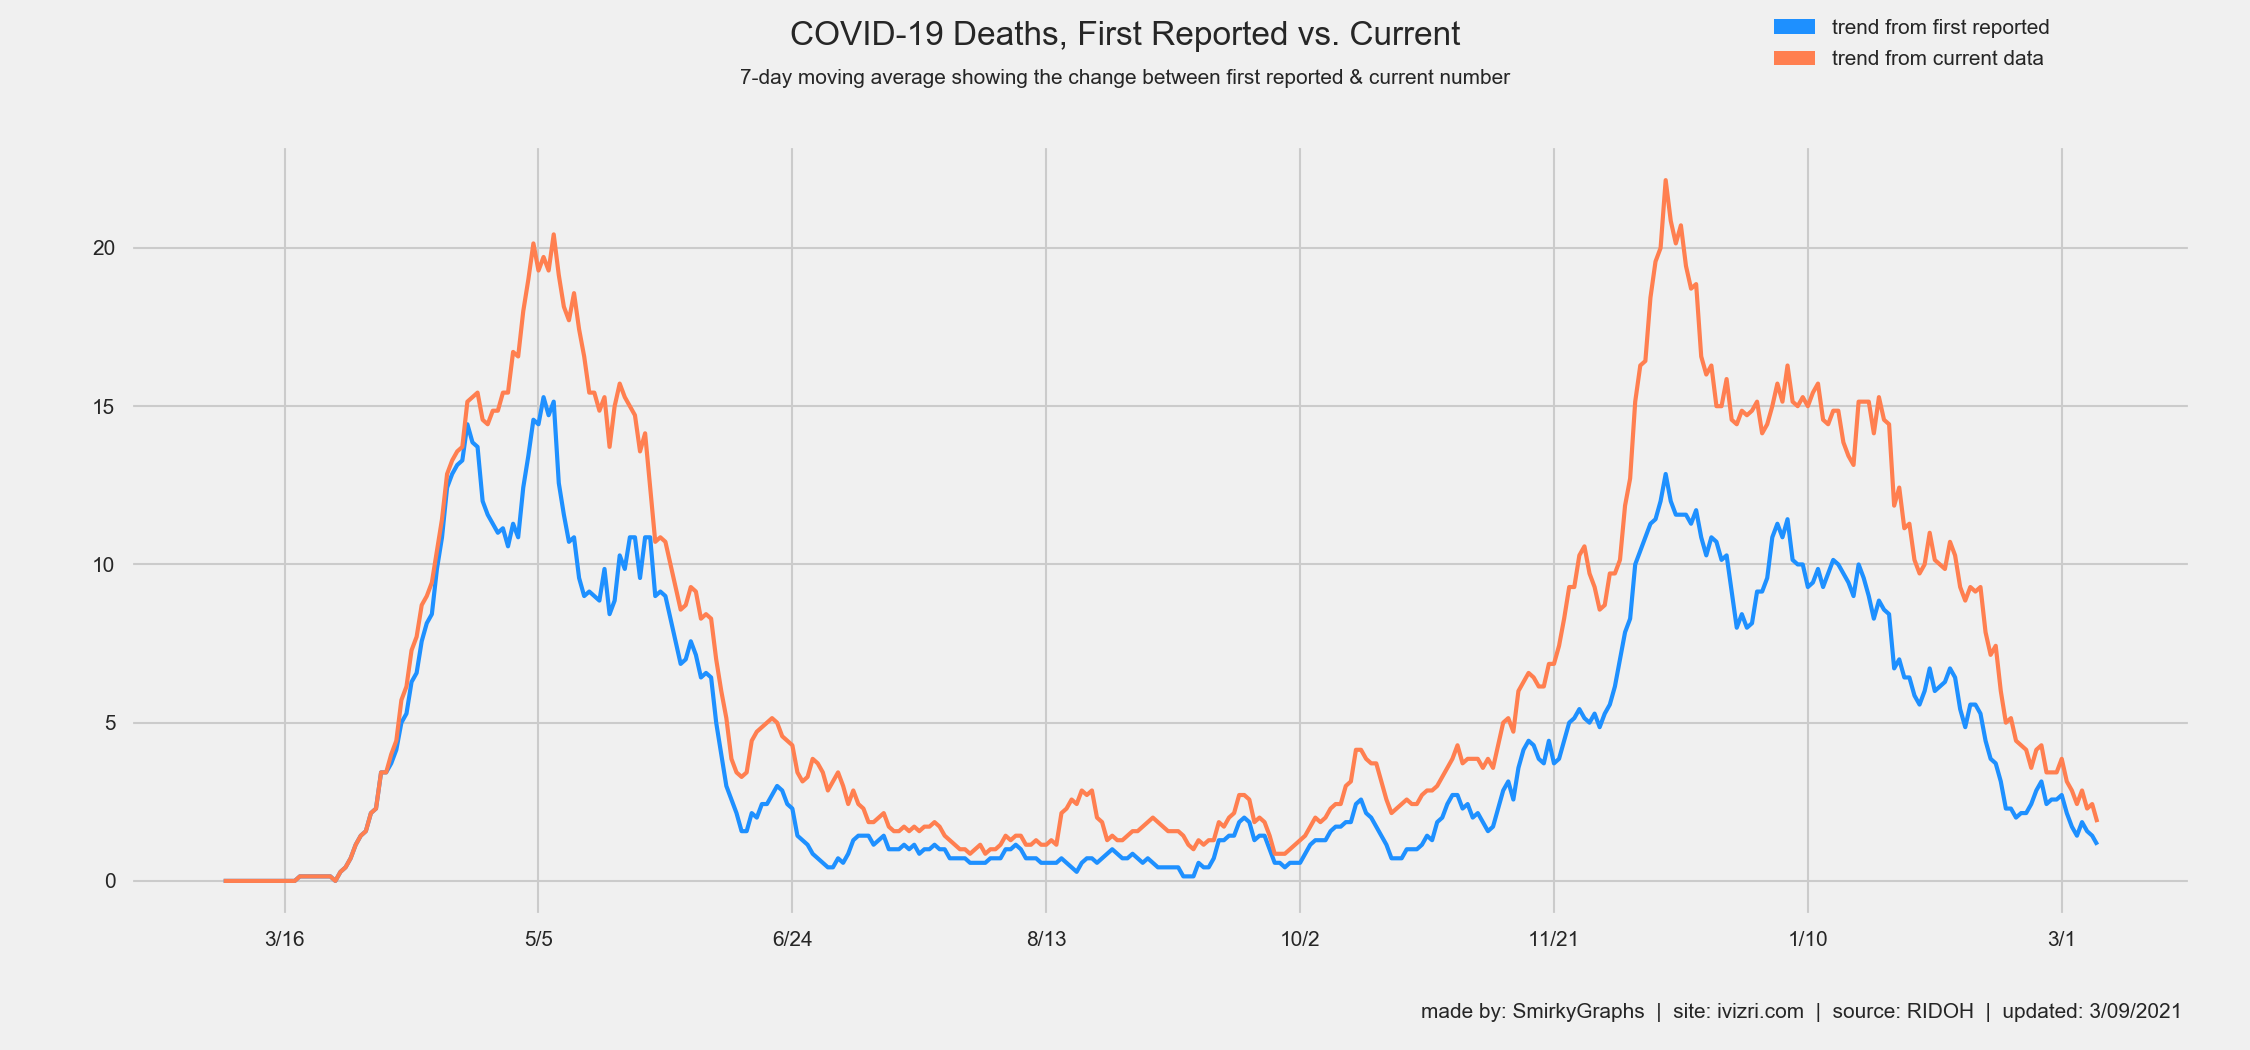 COVID-19 Deaths, First Reported vs. Current
7-day moving average showing the change between first reported & current number
trend from first reported
trend from current data
20
15
10
5
0
3/16 5/5 6/24 8/13 10/2 11/21 1/10 3/1
made by: SmirkyGraphs | site: ivizri.com | source: RIDOH | updated: 3/09/2021